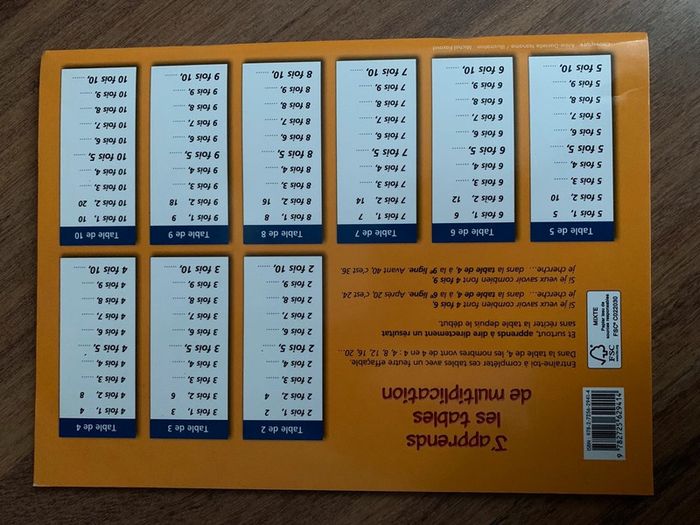 J'apprends
les tables
de multiplication
ISBN : 978-2-7256-2941-4
9 782725 629414
Entraîne-toi à compléter ces tables avec un feutre effaçable.
Dans la table de 4, les nombres vont de 4 en 4 : 4, 8, 12, 16, 20...
Et surtout, apprends à dire directement un résultat
sans réciter la table depuis le début.
Si je veux savoir combien font 4 fois 6,
je cherche... dans la table de 4, à la 6e ligne. Après 20, c'est 24.
Si je veux savoir combien font 4 fois 9,
je cherche... dans la table de 4, à la 9e ligne. Avant 40, c'est 36.
FSC
MIXTE
Papier issu de
sources responsables
FSC® C022030
Table de 2
2 fois 1, 2
2 fois 2, 4
2 fois 3, ........
2 fois 4, ........
2 fois 5, ........
2 fois 6, ........
2 fois 7, ........
2 fois 8, ........
2 fois 9, ........
2 fois 10, ........
Table de 3
3 fois 1, 3
3 fois 2, 6
3 fois 3, ........
3 fois 4, ........
3 fois 5, ........
3 fois 6, ........
3 fois 7, ........
3 fois 8, ........
3 fois 9, ........
3 fois 10, ........
Table de 4
4 fois 1, 4
4 fois 2, 8
4 fois 3, ........
4 fois 4, ........
4 fois 5, ........
4 fois 6, ........
4 fois 7, ........
4 fois 8, ........
4 fois 9, ........
4 fois 10, ........
Table de 5
5 fois 1, 5
5 fois 2, 10
5 fois 3, ........
5 fois 4, ........
5 fois 5, ........
5 fois 6, ........
5 fois 7, ........
5 fois 8, ........
5 fois 9, ........
5 fois 10, ........
Table de 6
6 fois 1, 6
6 fois 2, 12
6 fois 3, ........
6 fois 4, ........
6 fois 5, ........
6 fois 6, ........
6 fois 7, ........
6 fois 8, ........
6 fois 9, ........
6 fois 10, ........
Table de 7
7 fois 1, 7
7 fois 2, 14
7 fois 3, ........
7 fois 4, ........
7 fois 5, ........
7 fois 6, ........
7 fois 7, ........
7 fois 8, ........
7 fois 9, ........
7 fois 10, ........
Table de 8
8 fois 1, 8
8 fois 2, 16
8 fois 3, ........
8 fois 4, ........
8 fois 5, ........
8 fois 6, ........
8 fois 7, ........
8 fois 8, ........
8 fois 9, ........
8 fois 10, ........
Table de 9
9 fois 1, 9
9 fois 2, 18
9 fois 3, ........
9 fois 4, ........
9 fois 5, ........
9 fois 6, ........
9 fois 7, ........
9 fois 8, ........
9 fois 9, ........
9 fois 10, ........
Table de 10
10 fois 1, 10
10 fois 2, 20
10 fois 3, ........
10 fois 4, ........
10 fois 5, ........
10 fois 6, ........
10 fois 7, ........
10 fois 8, ........
10 fois 9, ........
10 fois 10, ........
Illustration : Michel